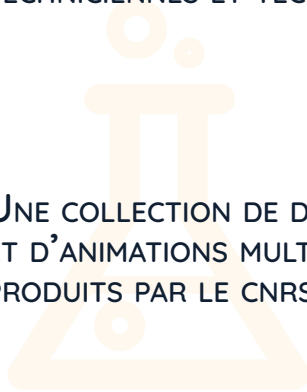 ECHNICIENNES ET TEC
UNE COLLECTION DE D
T D’ANIMATIONS MULT
PRODUITS PAR LE CNRS